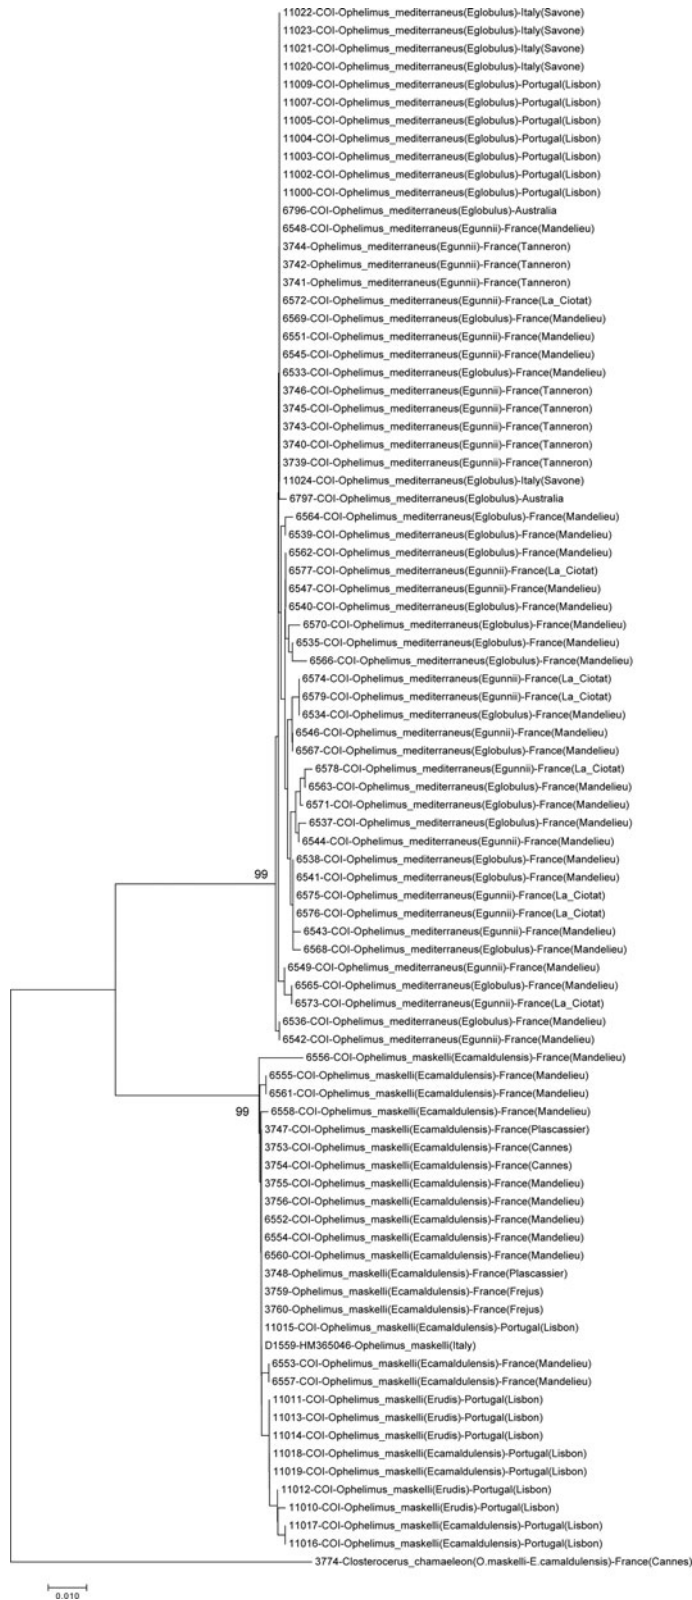 11022-COI-Ophelimus_mediterraneus(Eglobulus)-Italy(Savone)
11023-COI-Ophelimus_mediterraneus(Eglobulus)-Italy(Savone)
11021-COI-Ophelimus_mediterraneus(Eglobulus)-Italy(Savone)
11020-COI-Ophelimus_mediterraneus(Eglobulus)-Italy(Savone)
11009-COI-Ophelimus_mediterraneus(Eglobulus)-Portugal(Lisbon)
11007-COI-Ophelimus_mediterraneus(Eglobulus)-Portugal(Lisbon)
11005-COI-Ophelimus_mediterraneus(Eglobulus)-Portugal(Lisbon)
11004-COI-Ophelimus_mediterraneus(Eglobulus)-Portugal(Lisbon)
11003-COI-Ophelimus_mediterraneus(Eglobulus)-Portugal(Lisbon)
11002-COI-Ophelimus_mediterraneus(Eglobulus)-Portugal(Lisbon)
11000-COI-Ophelimus_mediterraneus(Eglobulus)-Portugal(Lisbon)
6796-COI-Ophelimus_mediterraneus(Eglobulus)-Australia
6548-COI-Ophelimus_mediterraneus(Egunnii)-France(Mandelieu)
3744-Ophelimus_mediterraneus(Egunnii)-France(Tanneron)
3742-Ophelimus_mediterraneus(Egunnii)-France(Tanneron)
3741-Ophelimus_mediterraneus(Egunnii)-France(Tanneron)
6572-COI-Ophelimus_mediterraneus(Egunnii)-France(La_Ciotat)
6569-COI-Ophelimus_mediterraneus(Eglobulus)-France(Mandelieu)
6551-COI-Ophelimus_mediterraneus(Egunnii)-France(Mandelieu)
6545-COI-Ophelimus_mediterraneus(Egunnii)-France(Mandelieu)
6533-COI-Ophelimus_mediterraneus(Eglobulus)-France(Mandelieu)
3746-COI-Ophelimus_mediterraneus(Egunnii)-France(Tanneron)
3745-COI-Ophelimus_mediterraneus(Egunnii)-France(Tanneron)
3743-COI-Ophelimus_mediterraneus(Egunnii)-France(Tanneron)
3740-COI-Ophelimus_mediterraneus(Egunnii)-France(Tanneron)
3739-COI-Ophelimus_mediterraneus(Egunnii)-France(Tanneron)
11024-COI-Ophelimus_mediterraneus(Eglobulus)-Italy(Savone)
6797-COI-Ophelimus_mediterraneus(Eglobulus)-Australia
6564-COI-Ophelimus_mediterraneus(Eglobulus)-France(Mandelieu)
6539-COI-Ophelimus_mediterraneus(Eglobulus)-France(Mandelieu)
6562-COI-Ophelimus_mediterraneus(Eglobulus)-France(Mandelieu)
6577-COI-Ophelimus_mediterraneus(Egunnii)-France(La_Ciotat)
6547-COI-Ophelimus_mediterraneus(Egunnii)-France(Mandelieu)
6540-COI-Ophelimus_mediterraneus(Eglobulus)-France(Mandelieu)
6570-COI-Ophelimus_mediterraneus(Eglobulus)-France(Mandelieu)
6535-COI-Ophelimus_mediterraneus(Eglobulus)-France(Mandelieu)
6566-COI-Ophelimus_mediterraneus(Eglobulus)-France(Mandelieu)
6574-COI-Ophelimus_mediterraneus(Egunnii)-France(La_Ciotat)
6579-COI-Ophelimus_mediterraneus(Egunnii)-France(La_Ciotat)
6534-COI-Ophelimus_mediterraneus(Eglobulus)-France(Mandelieu)
6546-COI-Ophelimus_mediterraneus(Egunnii)-France(Mandelieu)
6567-COI-Ophelimus_mediterraneus(Eglobulus)-France(Mandelieu)
6578-COI-Ophelimus_mediterraneus(Egunnii)-France(La_Ciotat)
6563-COI-Ophelimus_mediterraneus(Eglobulus)-France(Mandelieu)
6571-COI-Ophelimus_mediterraneus(Eglobulus)-France(Mandelieu)
6537-COI-Ophelimus_mediterraneus(Eglobulus)-France(Mandelieu)
6544-COI-Ophelimus_mediterraneus(Egunnii)-France(Mandelieu)
6538-COI-Ophelimus_mediterraneus(Eglobulus)-France(Mandelieu)
99
6541-COI-Ophelimus_mediterraneus(Eglobulus)-France(Mandelieu)
6575-COI-Ophelimus_mediterraneus(Egunnii)-France(La_Ciotat)
6576-COI-Ophelimus_mediterraneus(Egunnii)-France(La_Ciotat)
6543-COI-Ophelimus_mediterraneus(Egunnii)-France(Mandelieu)
6568-COI-Ophelimus_mediterraneus(Eglobulus)-France(Mandelieu)
6549-COI-Ophelimus_mediterraneus(Egunnii)-France(Mandelieu)
6565-COI-Ophelimus_mediterraneus(Eglobulus)-France(Mandelieu)
6573-COI-Ophelimus_mediterraneus(Egunnii)-France(La_Ciotat)
6536-COI-Ophelimus_mediterraneus(Eglobulus)-France(Mandelieu)
6542-COI-Ophelimus_mediterraneus(Egunnii)-France(Mandelieu)
6556-COI-Ophelimus_maskelli(Ecamaldulensis)-France(Mandelieu)
6555-COI-Ophelimus_maskelli(Ecamaldulensis)-France(Mandelieu)
6561-COI-Ophelimus_maskelli(Ecamaldulensis)-France(Mandelieu)
99
6558-COI-Ophelimus_maskelli(Ecamaldulensis)-France(Mandelieu)
3747-COI-Ophelimus_maskelli(Ecamaldulensis)-France(Plascassier)
3753-COI-Ophelimus_maskelli(Ecamaldulensis)-France(Cannes)
3754-COI-Ophelimus_maskelli(Ecamaldulensis)-France(Cannes)
3755-COI-Ophelimus_maskelli(Ecamaldulensis)-France(Mandelieu)
3756-COI-Ophelimus_maskelli(Ecamaldulensis)-France(Mandelieu)
6552-COI-Ophelimus_maskelli(Ecamaldulensis)-France(Mandelieu)
6554-COI-Ophelimus_maskelli(Ecamaldulensis)-France(Mandelieu)
6560-COI-Ophelimus_maskelli(Ecamaldulensis)-France(Mandelieu)
3748-Ophelimus_maskelli(Ecamaldulensis)-France(Plascassier)
3759-Ophelimus_maskelli(Ecamaldulensis)-France(Frejus)
3760-Ophelimus_maskelli(Ecamaldulensis)-France(Frejus)
11015-COI-Ophelimus_maskelli(Ecamaldulensis)-Portugal(Lisbon)
D1559-HM365046-Ophelimus_maskelli(Italy)
6553-COI-Ophelimus_maskelli(Ecamaldulensis)-France(Mandelieu)
6557-COI-Ophelimus_maskelli(Ecamaldulensis)-France(Mandelieu)
11011-COI-Ophelimus_maskelli(Erudis)-Portugal(Lisbon)
11013-COI-Ophelimus_maskelli(Erudis)-Portugal(Lisbon)
11014-COI-Ophelimus_maskelli(Erudis)-Portugal(Lisbon)
11018-COI-Ophelimus_maskelli(Ecamaldulensis)-Portugal(Lisbon)
11019-COI-Ophelimus_maskelli(Ecamaldulensis)-Portugal(Lisbon)
11012-COI-Ophelimus_maskelli(Erudis)-Portugal(Lisbon)
11010-COI-Ophelimus_maskelli(Erudis)-Portugal(Lisbon)
11017-COI-Ophelimus_maskelli(Ecamaldulensis)-Portugal(Lisbon)
11016-COI-Ophelimus_maskelli(Ecamaldulensis)-Portugal(Lisbon)
3774-Closterocerus_chamaeleon(O.maskelli-E.camaldulensis)-France(Cannes)
0.010